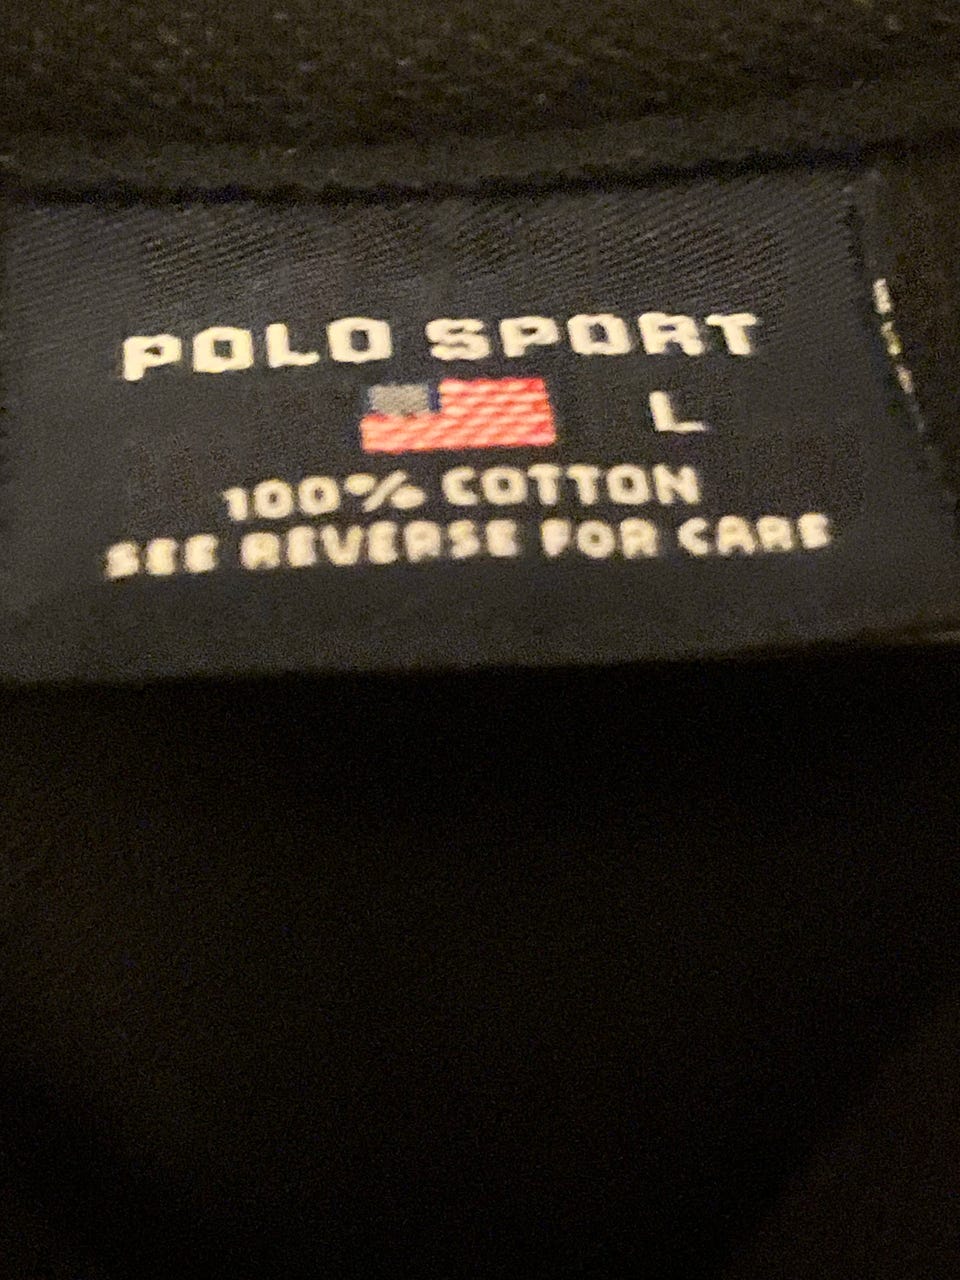 POLO SPORT
L
100% COTTON
SEE REVERSE FOR CARE